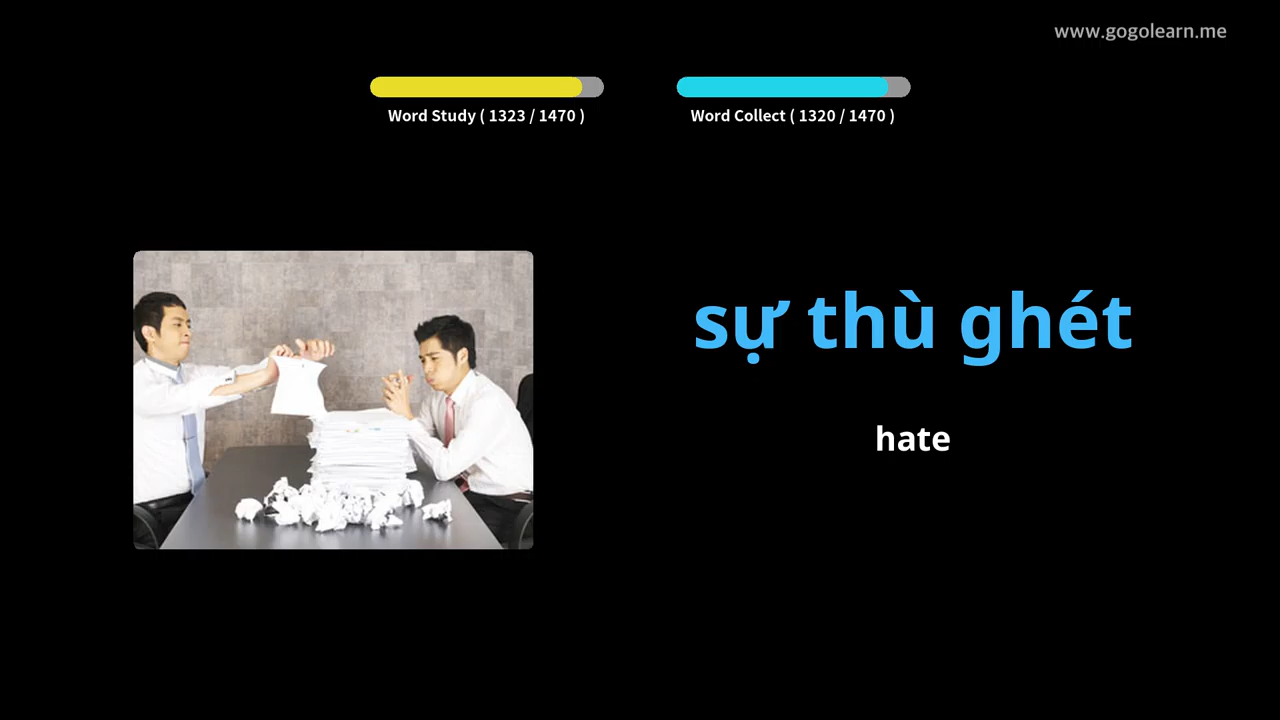 www.gogolearn.me
Word Study ( 1323 / 1470 )
Word Collect ( 1320 / 1470 )
sự thù ghét
hate